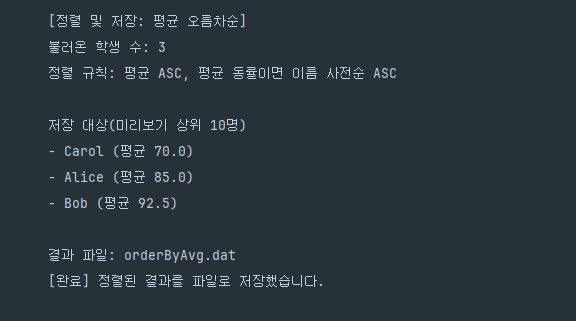 [정렬 및 저장: 평균 오름차순]
불러온 학생 수: 3
정렬 규칙: 평균 ASC, 평균 동률이면 이름 사전순 ASC
저장 대상(미리보기 상위 10명)
- Carol (평균 70.0)
- Alice (평균 85.0)
- Bob (평균 92.5)
결과 파일: orderByAvg.dat
[완료] 정렬된 결과를 파일로 저장했습니다.